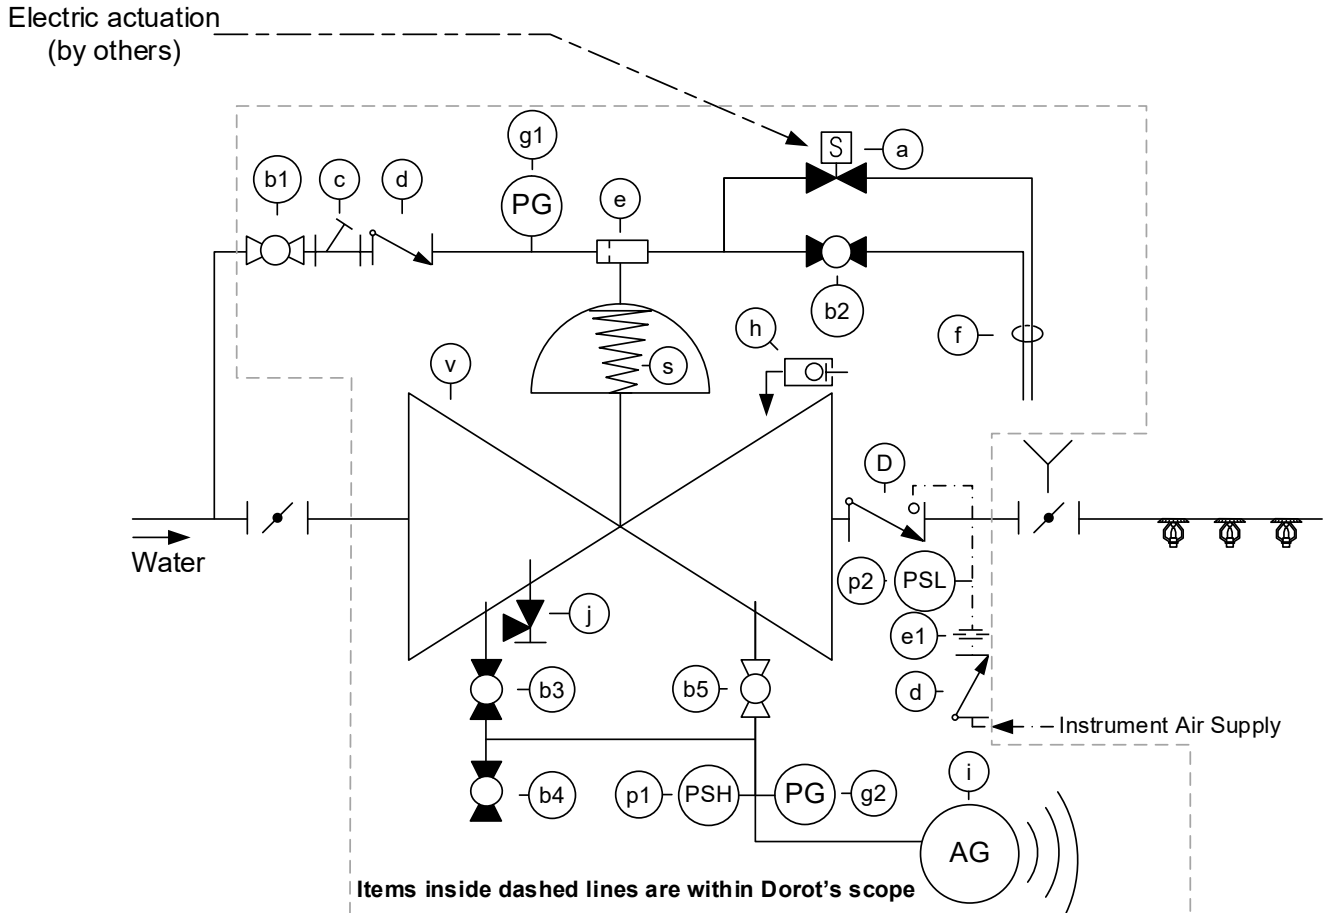 Electric actuation
(by others)
g1
S
a
b1
c
d
PG
e
b2
h
f
v
s
D
Water
p2
PSL
j
e1
b3
b5
d
Instrument Air Supply
i
b4
p1
PSH
PG
g2
AG
Items inside dashed lines are within Dorot's scope